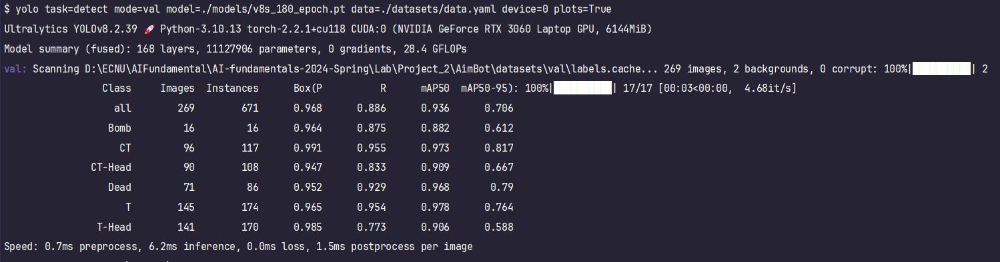 $ yolo task=detect mode=val model=./models/v8s_180_epoch.pt data=./datasets/data.yaml device=0 plots=True
Ultralytics YOLOv8.2.39 🚀 Python-3.10.13 torch-2.2.1+cu118 CUDA:0 (NVIDIA GeForce RTX 3060 Laptop GPU, 6144MiB)
Model summary (fused): 168 layers, 11127906 parameters, 0 gradients, 28.4 GFLOPs
val: Scanning D:\ECNU\AIFundamental\AI-fundamentals-2024-Spring\Lab\Project_2\AimBot\datasets\val\labels.cache... 269 images, 2 backgrounds, 0 corrupt: 100%|██████████| 2
Class Images Instances Box(P R mAP50 mAP50-95): 100%|██████████| 17/17 [00:03<00:00, 4.68it/s]
all 269 671 0.968 0.886 0.936 0.706
Bomb 16 16 0.964 0.875 0.882 0.612
CT 96 117 0.991 0.955 0.973 0.817
CT-Head 90 108 0.947 0.833 0.909 0.667
Dead 71 86 0.952 0.929 0.968 0.79
T 145 174 0.965 0.954 0.978 0.764
T-Head 141 170 0.985 0.773 0.906 0.588
Speed: 0.7ms preprocess, 6.2ms inference, 0.0ms loss, 1.5ms postprocess per image